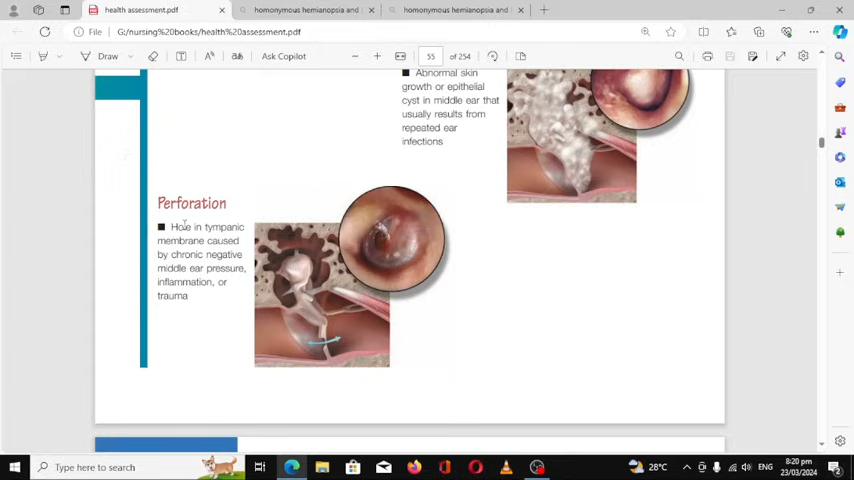 health assessment.pdf
homonymous hemianopsia and
homonymous hemianopsia and
File
G:/nursing%20books/health%20assessment.pdf
Draw
Ask Copilot
55
of 254
■ Abnormal skin
growth or epithelial
cyst in middle ear that
usually results from
repeated ear
infections
Perforation
■ Hole in tympanic
membrane caused
by chronic negative
middle ear pressure,
inflammation, or
trauma
Type here to search
28°C
ENG
8:20 pm
23/03/2024